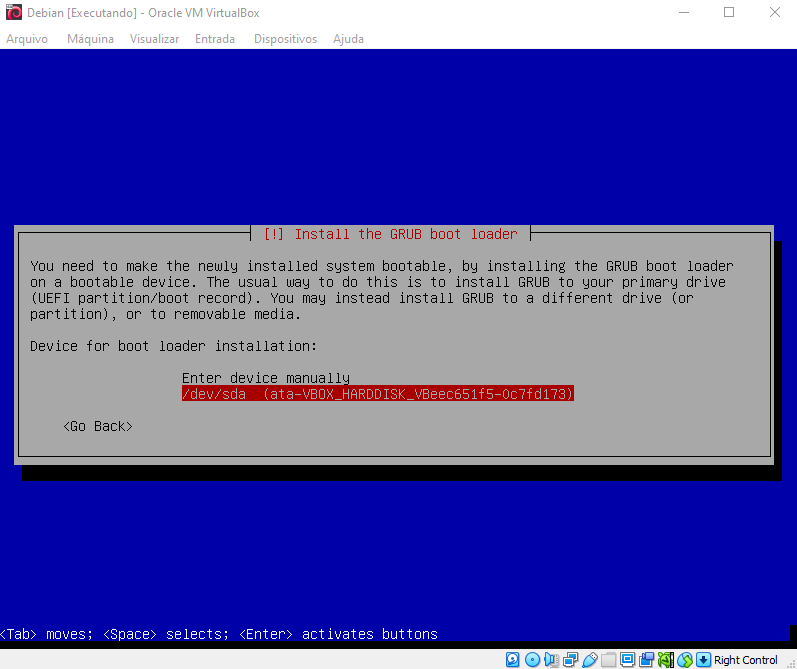 Debian [Executando] - Oracle VM VirtualBox
Arquivo Máquina Visualizar Entrada Dispositivos Ajuda
[!] Install the GRUB boot loader
You need to make the newly installed system bootable, by installing the GRUB boot loader
on a bootable device. The usual way to do this is to install GRUB to your primary drive
(UEFI partition/boot record). You may instead install GRUB to a different drive (or
partition), or to removable media.
Device for boot loader installation:
Enter device manually
/dev/sda (ata-VBOX_HARDDISK_VBeec651f5-0c7fd173)
<Go Back>
<Tab> moves; <Space> selects; <Enter> activates buttons
Right Control